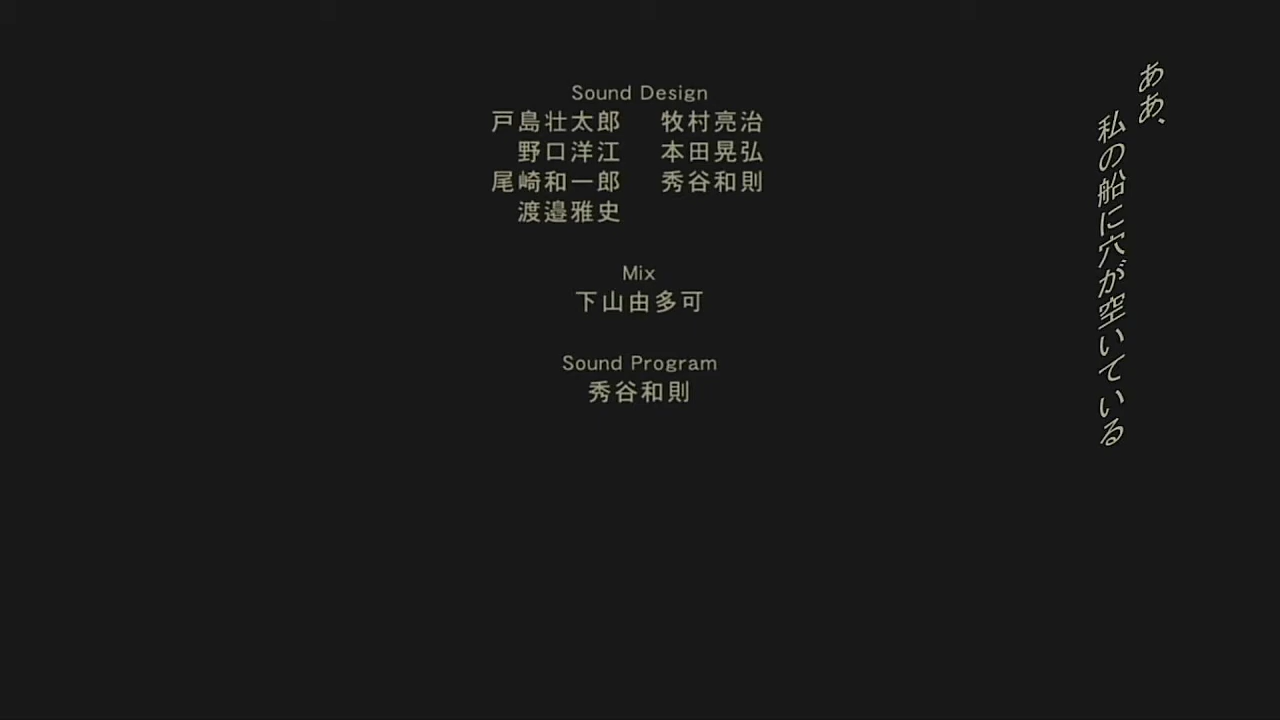 Sound Design
戸島壮太郎 牧村亮治
野口洋江 本田晃弘
尾崎和一郎 秀谷和則
渡邉雅史
Mix
下山由多可
Sound Program
秀谷和則
ああ、
私の船に穴が空いている